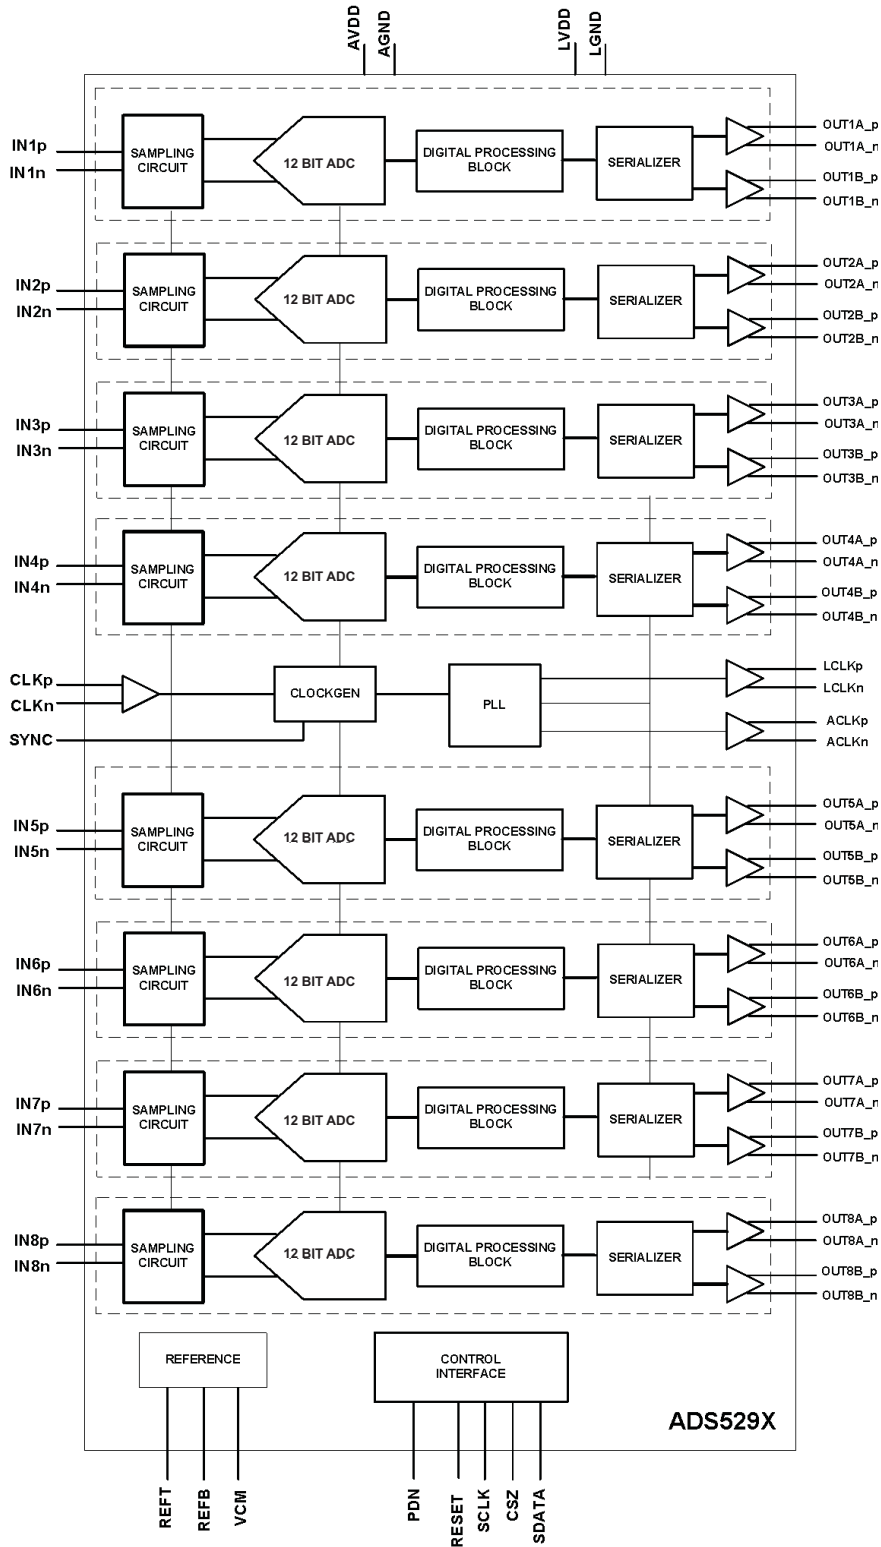 AVDD AGND LVDD LGND
IN1p
IN1n
SAMPLING
CIRCUIT
12 BIT ADC
DIGITAL PROCESSING
BLOCK
SERIALIZER
OUT1A_p
OUT1A_n
OUT1B_p
OUT1B_n
IN2p
IN2n
SAMPLING
CIRCUIT
12 BIT ADC
DIGITAL PROCESSING
BLOCK
SERIALIZER
OUT2A_p
OUT2A_n
OUT2B_p
OUT2B_n
IN3p
IN3n
SAMPLING
CIRCUIT
12 BIT ADC
DIGITAL PROCESSING
BLOCK
SERIALIZER
OUT3A_p
OUT3A_n
OUT3B_p
OUT3B_n
IN4p
IN4n
SAMPLING
CIRCUIT
12 BIT ADC
DIGITAL PROCESSING
BLOCK
SERIALIZER
OUT4A_p
OUT4A_n
OUT4B_p
OUT4B_n
CLKp
CLKn
SYNC
CLOCKGEN
PLL
LCLKp
LCLKn
ACLKp
ACLKn
IN5p
IN5n
SAMPLING
CIRCUIT
12 BIT ADC
DIGITAL PROCESSING
BLOCK
SERIALIZER
OUT5A_p
OUT5A_n
OUT5B_p
OUT5B_n
IN6p
IN6n
SAMPLING
CIRCUIT
12 BIT ADC
DIGITAL PROCESSING
BLOCK
SERIALIZER
OUT6A_p
OUT6A_n
OUT6B_p
OUT6B_n
IN7p
IN7n
SAMPLING
CIRCUIT
12 BIT ADC
DIGITAL PROCESSING
BLOCK
SERIALIZER
OUT7A_p
OUT7A_n
OUT7B_p
OUT7B_n
IN8p
IN8n
SAMPLING
CIRCUIT
12 BIT ADC
DIGITAL PROCESSING
BLOCK
SERIALIZER
OUT8A_p
OUT8A_n
OUT8B_p
OUT8B_n
REFERENCE
CONTROL
INTERFACE
ADS529X
REFT
REFB
VCM
PDN
RESET
SCLK
CSZ
SDATA